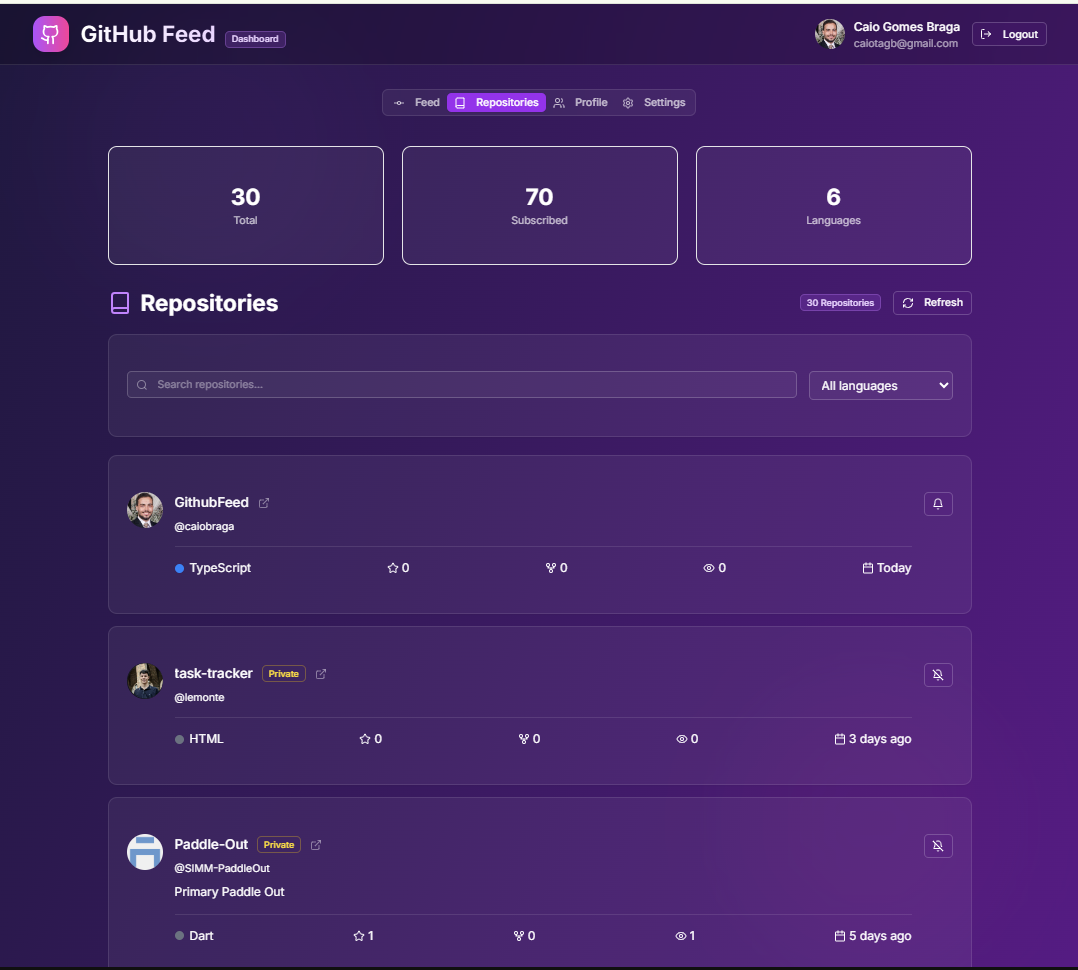 GitHub Feed Dashboard
Caio Gomes Braga
caiotagb@gmail.com
Logout
Feed Repositories Profile Settings
30
Total
70
Subscribed
6
Languages
Repositories
30 Repositories
Refresh
Search repositories...
All languages
GithubFeed
@caiobraga
TypeScript 0 0 0 Today
task-tracker Private
@lemonte
HTML 0 0 0 3 days ago
Paddle-Out Private
@SIMM-PaddleOut
Primary Paddle Out
Dart 1 0 1 5 days ago